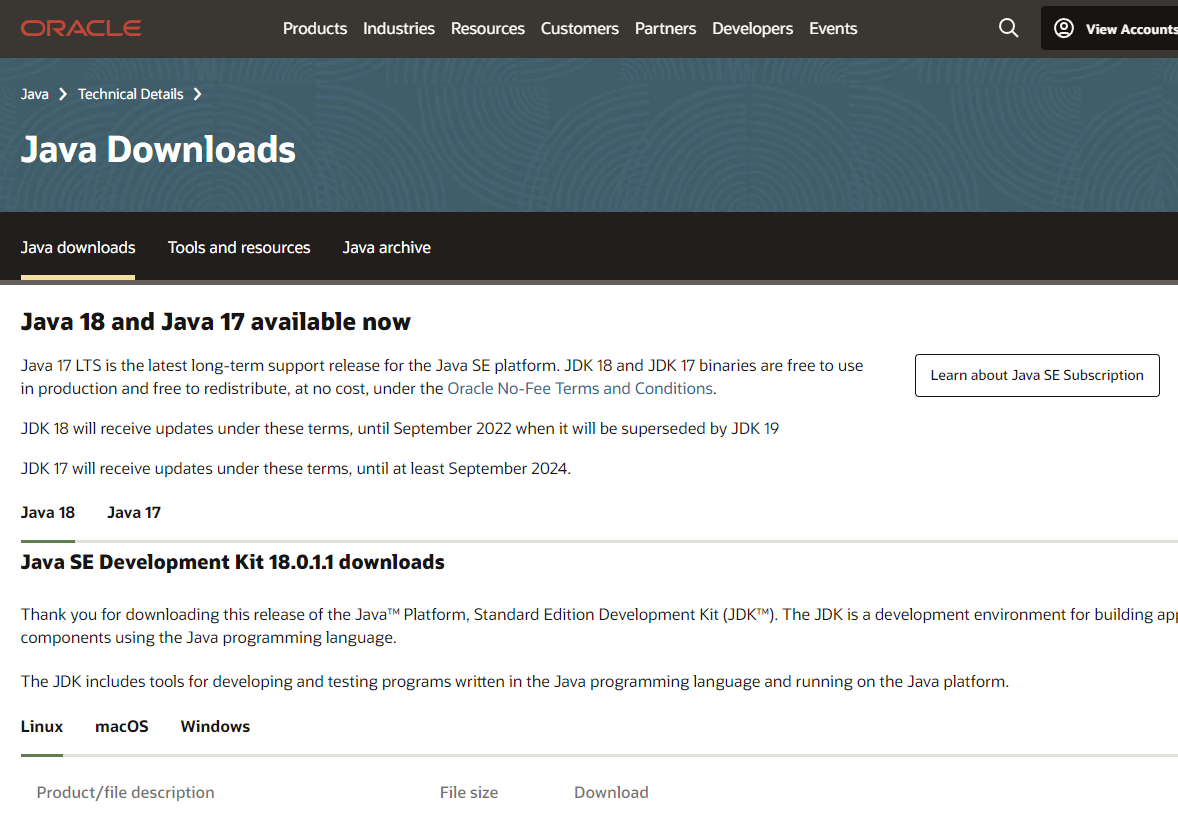 ORACLE
Products Industries Resources Customers Partners Developers Events
View Accounts
Java Technical Details
Java Downloads
Java downloads Tools and resources Java archive
Java 18 and Java 17 available now
Java 17 LTS is the latest long-term support release for the Java SE platform. JDK 18 and JDK 17 binaries are free to use
in production and free to redistribute, at no cost, under the Oracle No-Fee Terms and Conditions.
Learn about Java SE Subscription
JDK 18 will receive updates under these terms, until September 2022 when it will be superseded by JDK 19
JDK 17 will receive updates under these terms, until at least September 2024.
Java 18 Java 17
Java SE Development Kit 18.0.1.1 downloads
Thank you for downloading this release of the Java™ Platform, Standard Edition Development Kit (JDK™). The JDK is a development environment for building
components using the Java programming language.
The JDK includes tools for developing and testing programs written in the Java programming language and running on the Java platform.
Linux macOS Windows
Product/file description File size Download